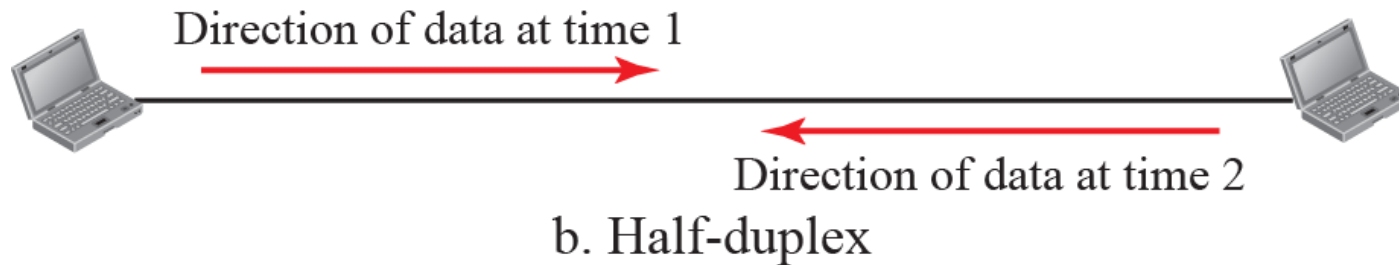 Direction of data at time 1
Direction of data at time 2
b. Half-duplex